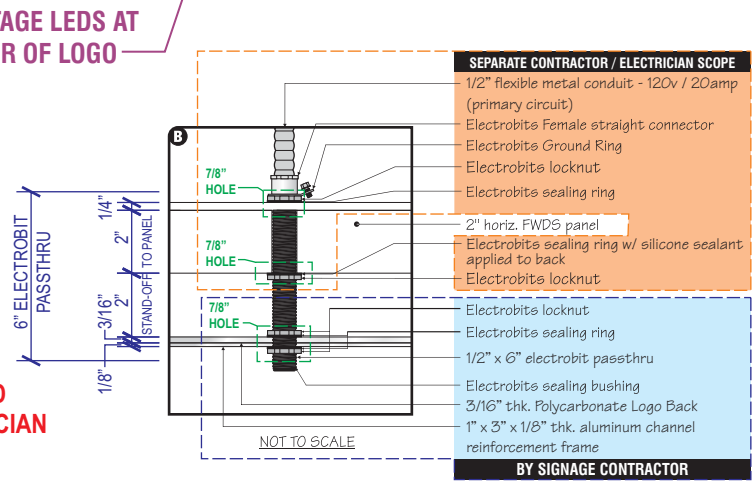 TAGE LEDS AT
R OF LOGO
SEPARATE CONTRACTOR / ELECTRICIAN SCOPE
1/2" flexible metal conduit - 120v / 20amp
(primary circuit)
Electrobits Female straight connector
Electrobits Ground Ring
Electrobits locknut
Electrobits sealing ring
2" horiz. FWDS panel
Electrobits sealing ring w/ silicone sealant
applied to back
Electrobits locknut
Electrobits locknut
Electrobits sealing ring
1/2" x 6" electrobit passthru
Electrobits sealing bushing
3/16" thk. Polycarbonate Logo Back
1" x 3" x 1/8" thk. aluminum channel
reinforcement frame
BY SIGNAGE CONTRACTOR
B
7/8"
HOLE
7/8"
HOLE
7/8"
HOLE
6" ELECTROBIT
PASSTHRU
1/4"
2"
2"
3/16"
1/8"
STAND-OFF TO PANEL
CIAN
NOT TO SCALE